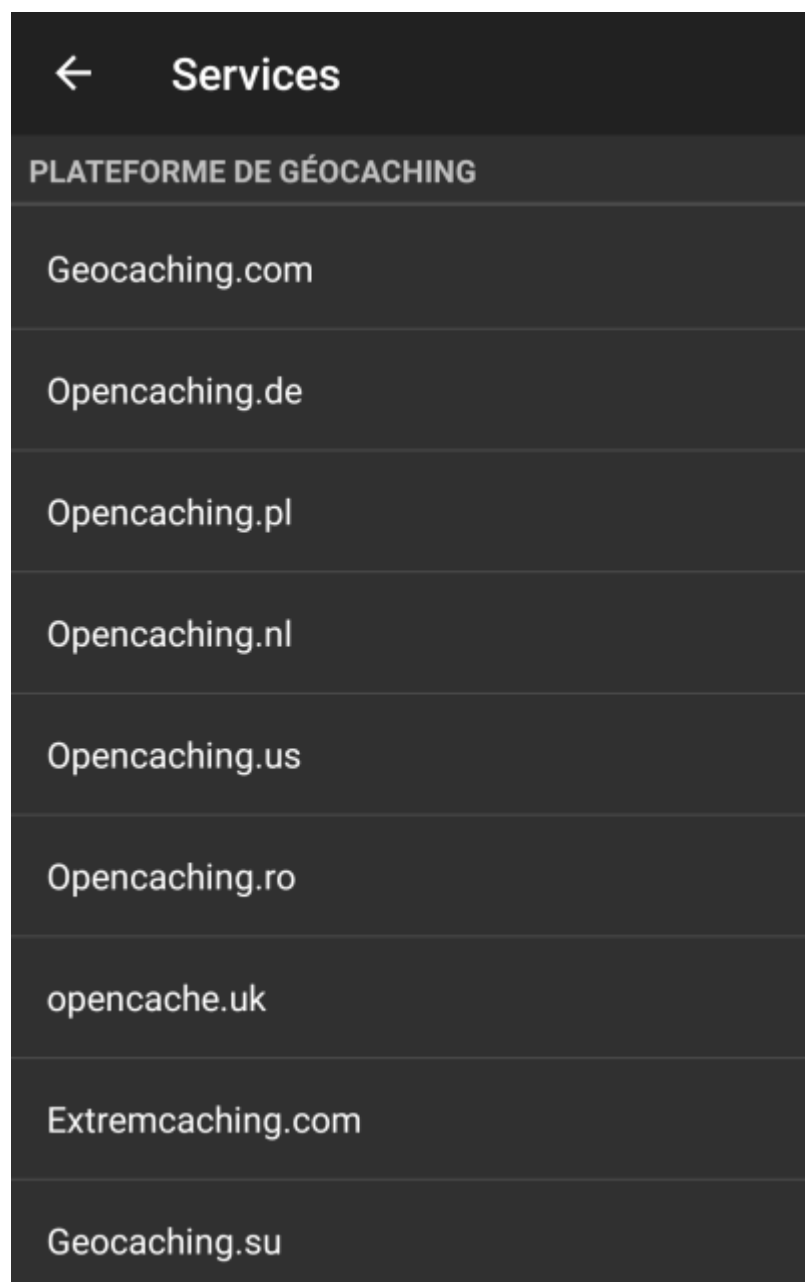 Services
PLATEFORME DE GÉOCACHING
Geocaching.com
Opencaching.de
Opencaching.pl
Opencaching.nl
Opencaching.us
Opencaching.ro
opencache.uk
Extremcaching.com
Geocaching.su